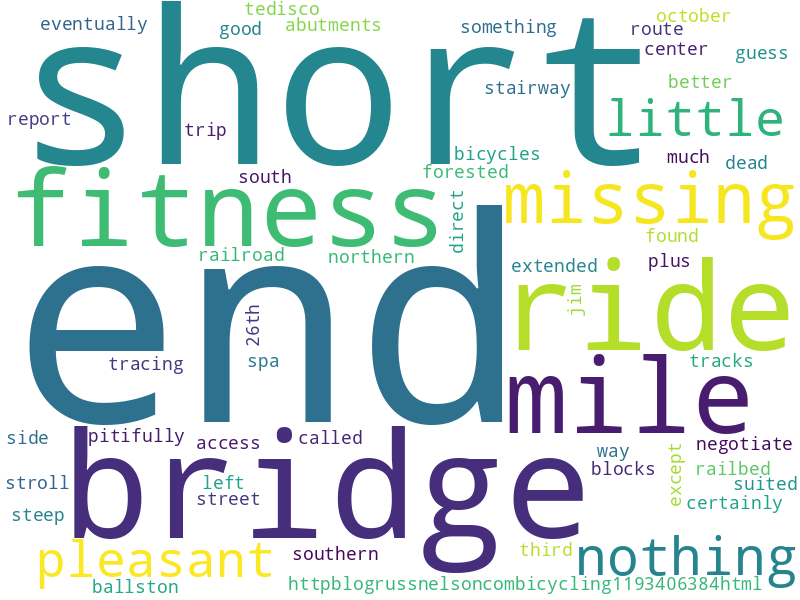 tedisco
october
eventually
good
abutments
something
route
short
center
guess
stairway
better
report
trip
little
bicycles
much
dead
forested
south
fitness
missing
direct
found
railroad
northern
extended
plus
end
ride
jim
26th
tracing
spa
tracks
mile
side
pitifully
access
called
negotiate
bridge
way
blocks
except
railbed
stroll
left
street
suited
certainly
steep
pleasant
southern
third
nothing
ballston
httpblogrussnelsoncombicycling1193406384html